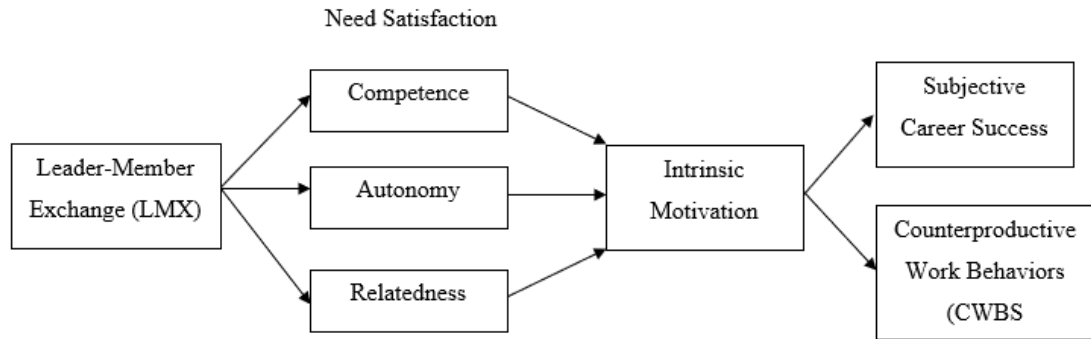 Need Satisfaction
Competence
Autonomy
Relatedness
Leader-Member
Exchange (LMX)
Intrinsic
Motivation
Subjective
Career Success
Counterproductive
Work Behaviors
(CWBS